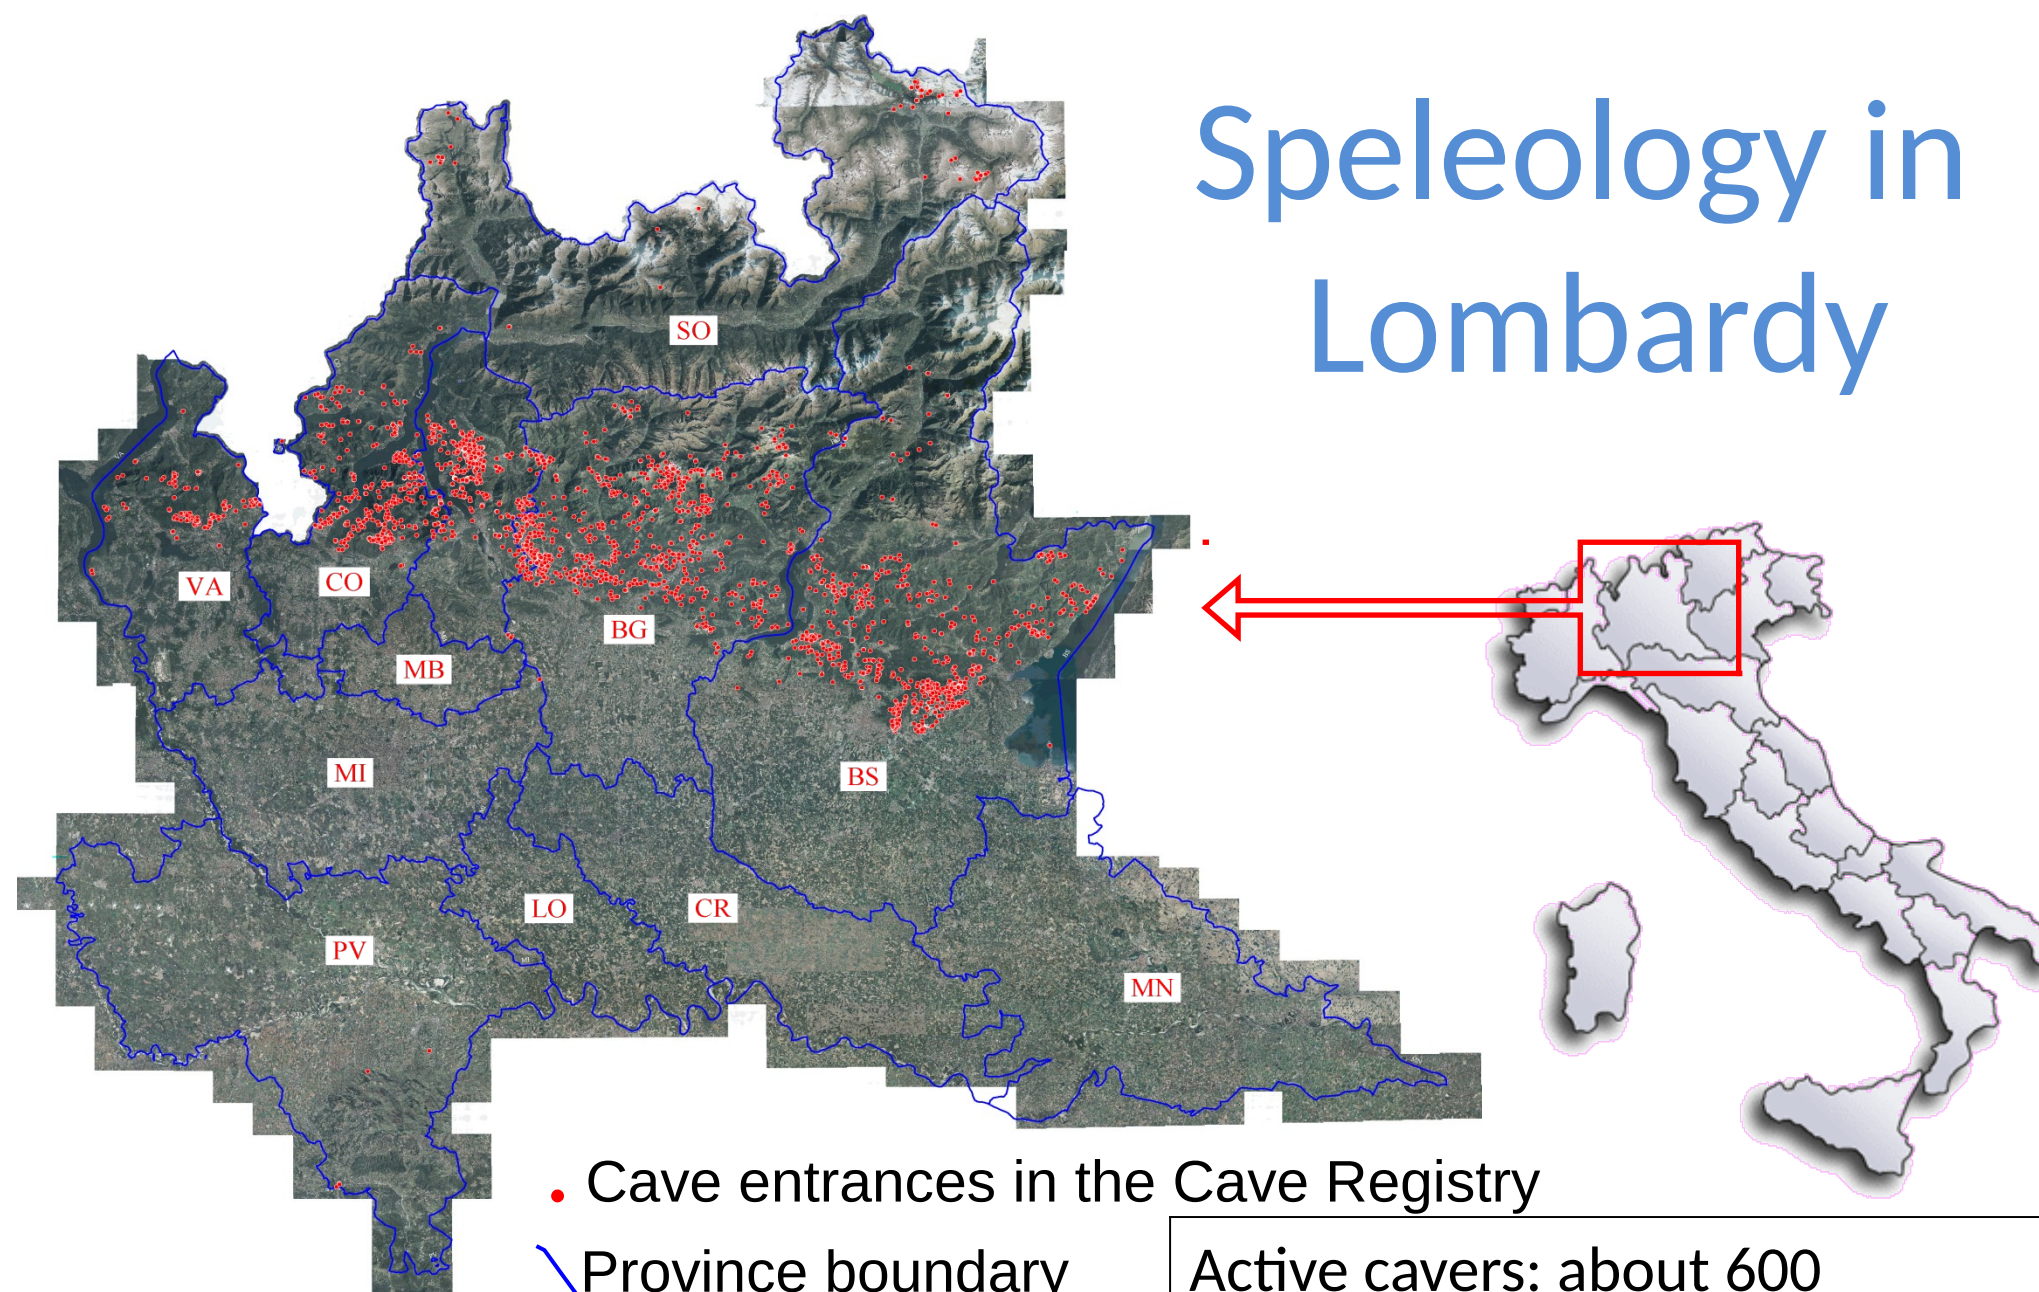 Speleology in
Lombardy
SO
VA
CO
BG
MB
MI
BS
LO
CR
PV
MN
Cave entrances in the Cave Registry
Province boundary
Active cavers: about 600